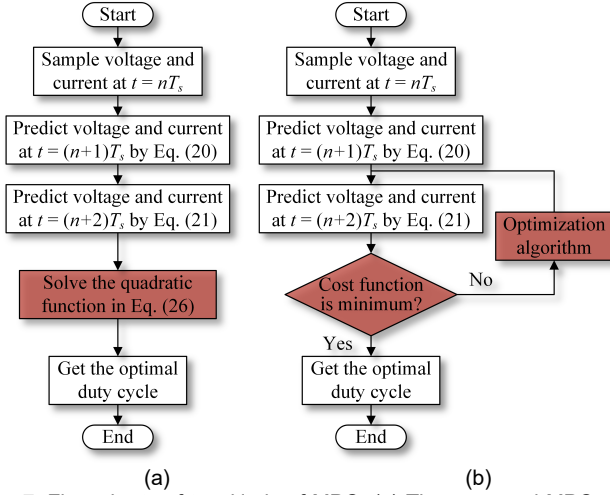 Start
Sample voltage and
current at t = nTs
Predict voltage and current
at t = (n+1)Ts by Eq. (20)
Predict voltage and current
at t = (n+2)Ts by Eq. (21)
Solve the quadratic
function in Eq. (26)
Get the optimal
duty cycle
End
(a)
Start
Sample voltage and
current at t = nTs
Predict voltage and current
at t = (n+1)Ts by Eq. (20)
Predict voltage and current
at t = (n+2)Ts by Eq. (21)
Optimization
algorithm
Cost function
is minimum?
No
Yes
Get the optimal
duty cycle
End
(b)